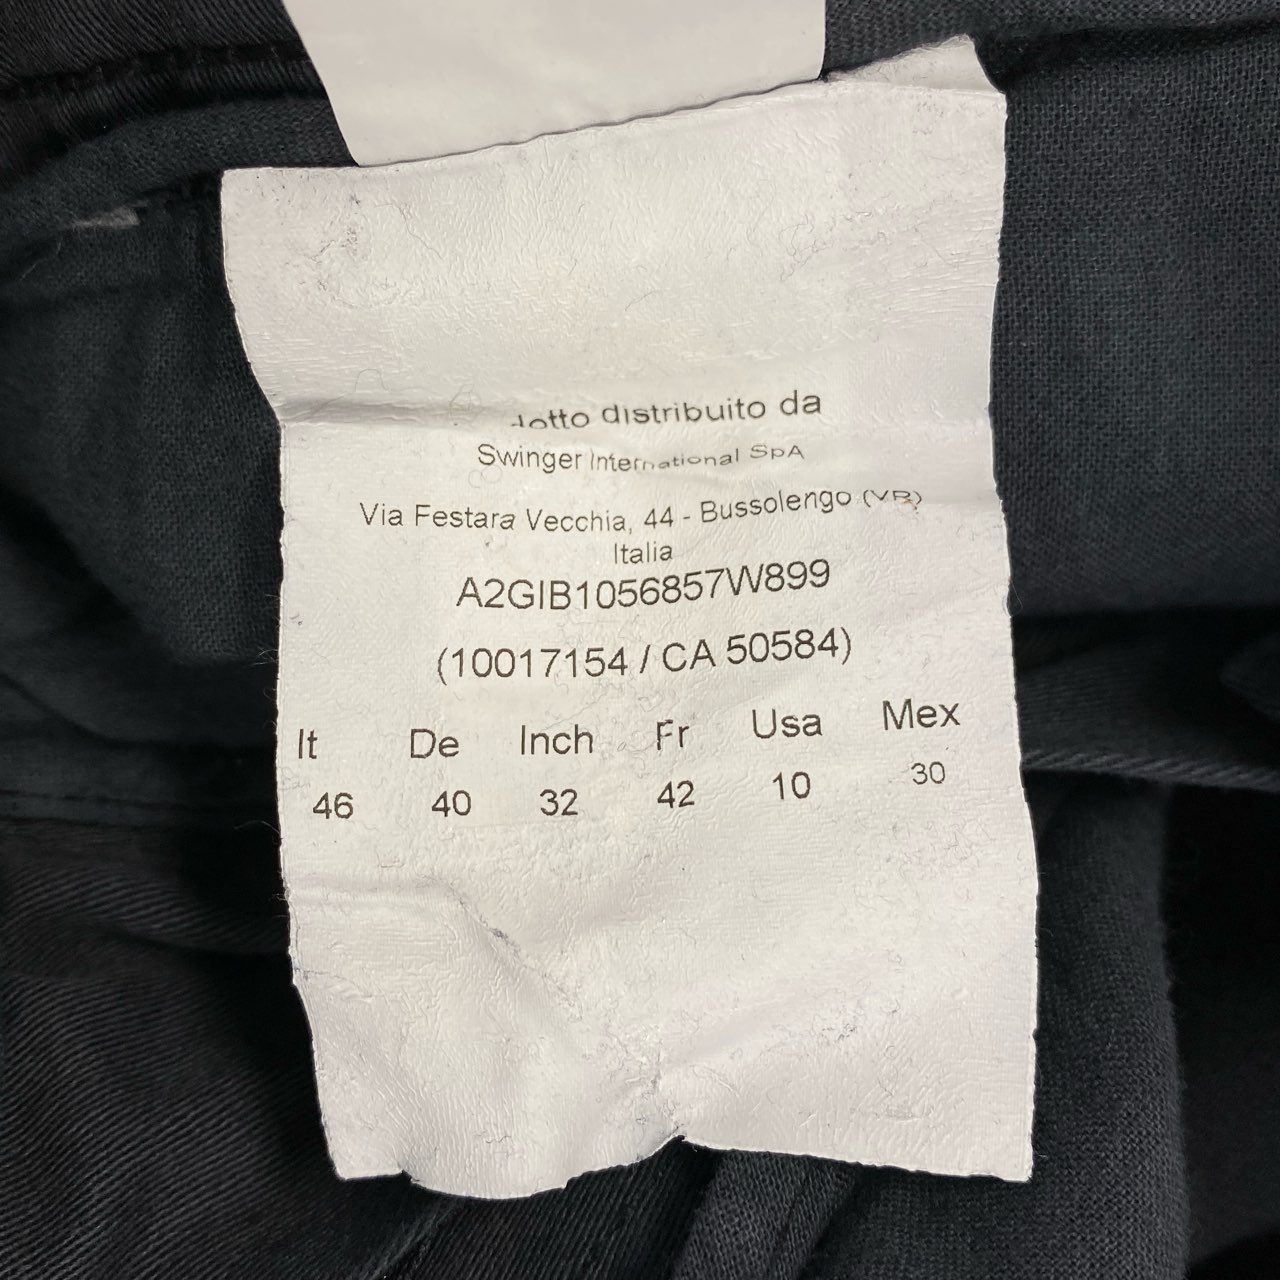 distribuito da
Swinger International SpA
Via Festara Vecchia, 44 - Bussolengo (VR)
Italia
A2GIB1056857W899
(10017154 / CA 50584)
It De Inch Fr Usa Mex
46 40 32 42 10 30